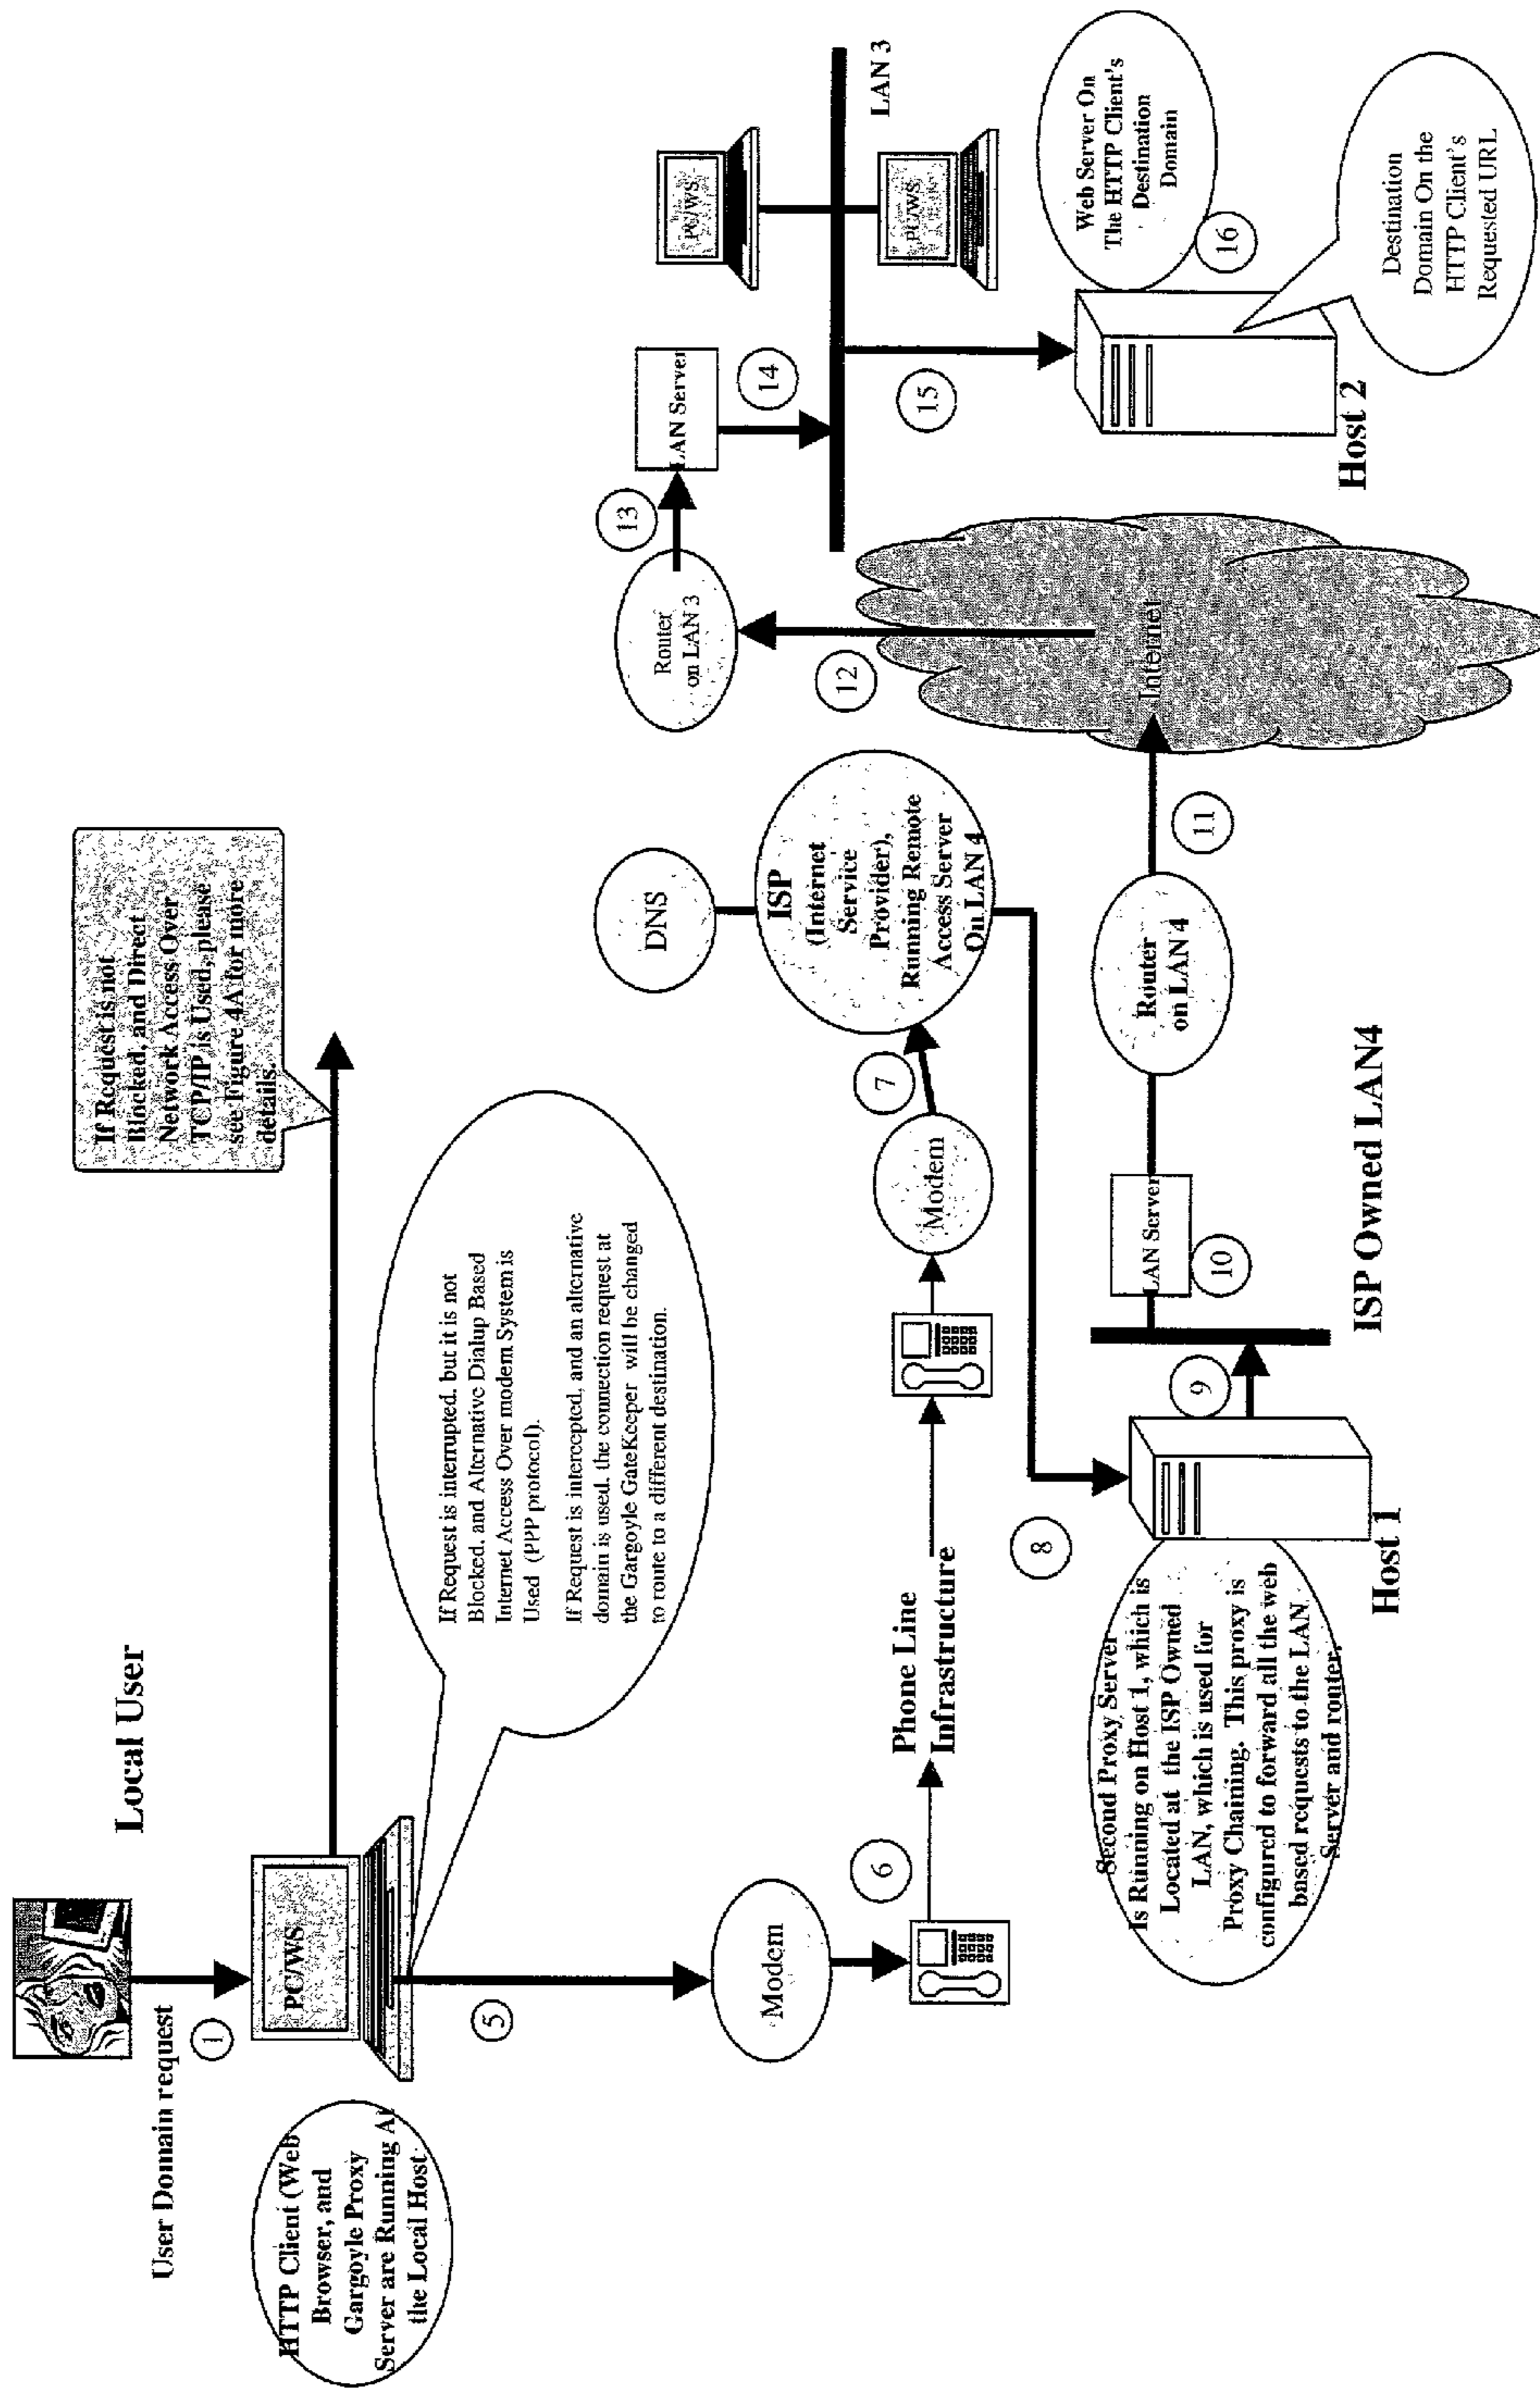 Local User
User Domain request
1
PC/WS
HTTP Client (Web
Browser, and
Gargoyle Proxy
Server are Running At
the Local Host
If Request is not
Blocked, and Direct
Network Access Over
TCP/IP is Used, please
see Figure 4A for more
details.
If Request is interrupted, but it is not
Blocked, and Alternative Dialup Based
Internet Access Over modem System is
Used (PPP protocol).
If Request is intercepted, and an alternative
domain is used, the connection request at
the Gargoyle GateKeeper will be changed
to route to a different destination.
5
Modem
6
Phone Line
Infrastructure
Modem
7
DNS
ISP
(Internet
Service
Provider),
Running Remote
Access Server
On LAN 4
8
Second Proxy Server
Is Running on Host 1, which is
Located at the ISP Owned
LAN, which is used for
Proxy Chaining. This proxy is
configured to forward all the web
based requests to the LAN
Server and router.
Host 1
9
LAN Server
10
ISP Owned LAN4
Router
on LAN 4
11
Internet
12
Router
on LAN 3
13
LAN Server
14
PC/WS
PC/WS
LAN 3
15
Host 2
Web Server On
The HTTP Client's
Destination
Domain
16
Destination
Domain On the
HTTP Client's
Requested URL